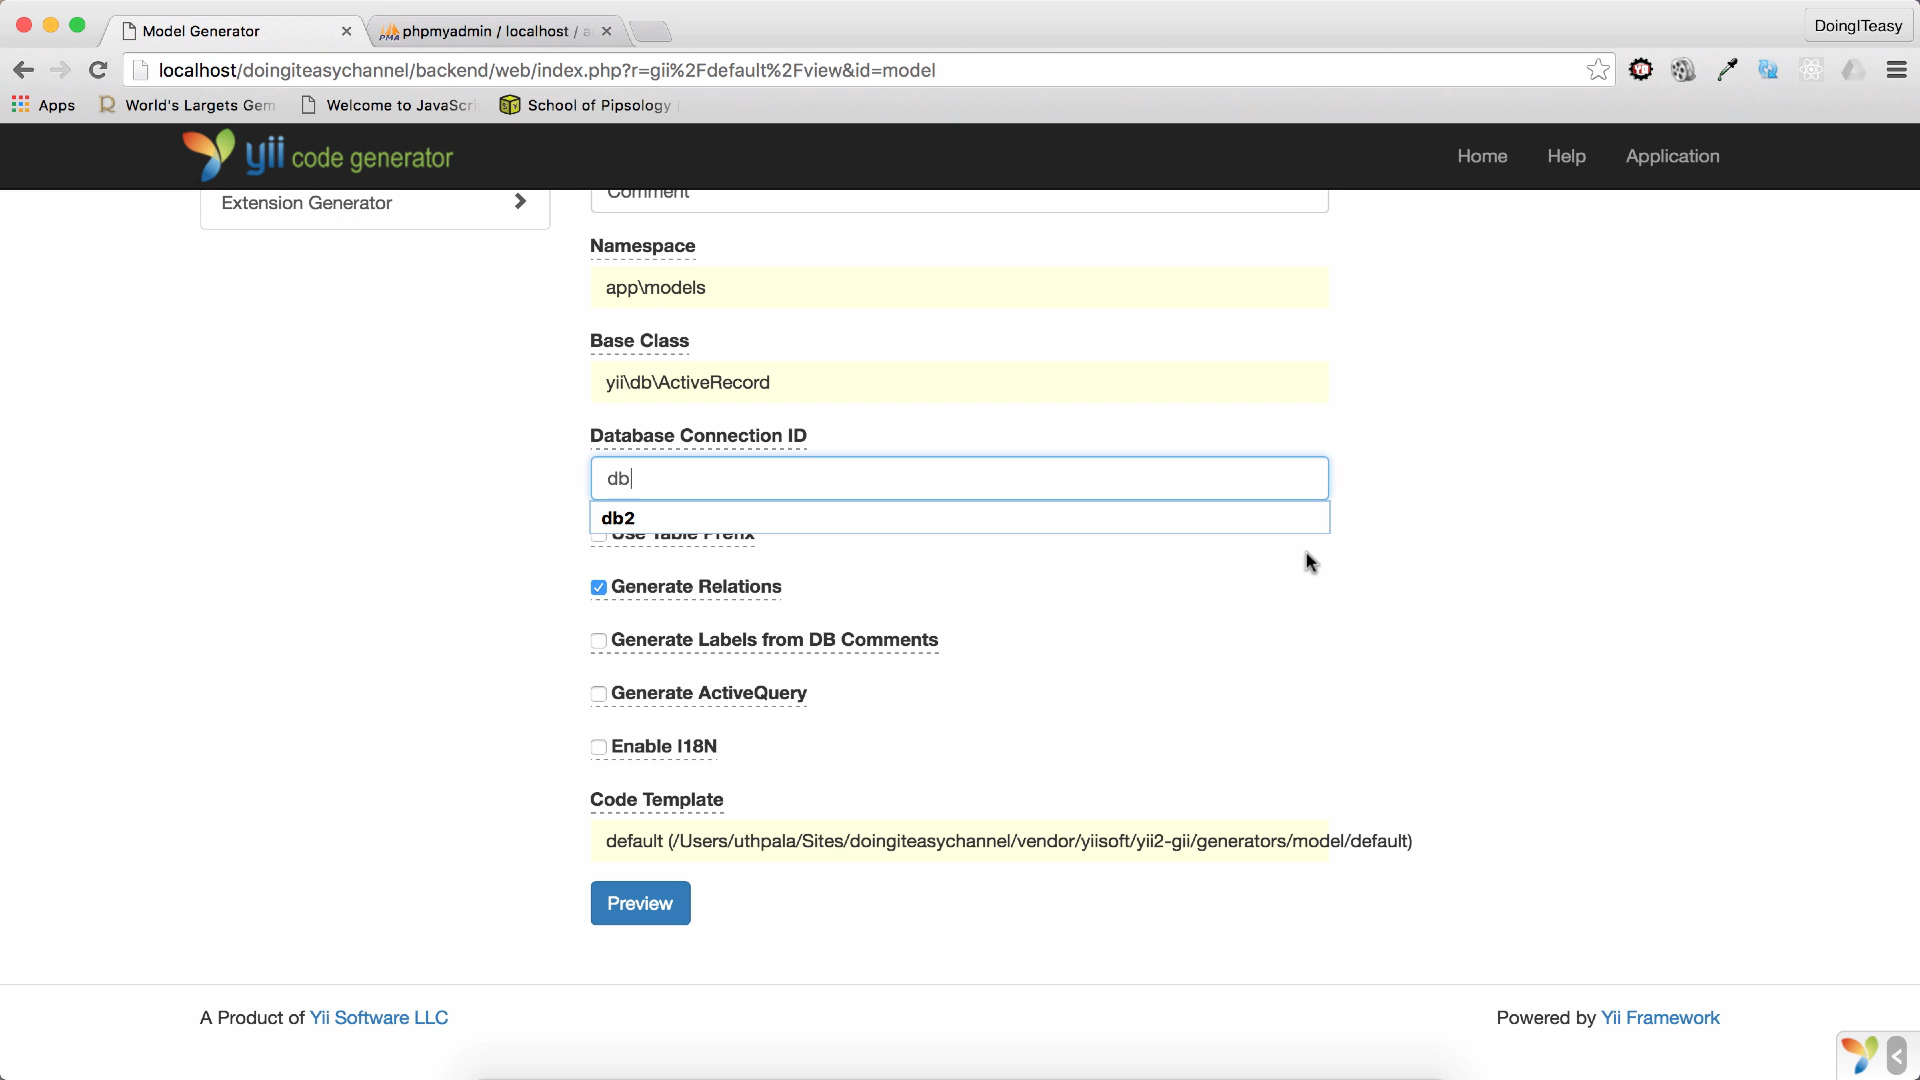 Model Generator
phpmyadmin / localhost / a
DoingITeasy
localhost/doingiteasychannel/backend/web/index.php?r=gii%2Fdefault%2Fview&id=model
Apps
World's Largets Gem
Welcome to JavaScri
School of Pipsology
yii code generator
Home
Help
Application
Extension Generator
Comment
Namespace
app\models
Base Class
yii\db\ActiveRecord
Database Connection ID
db
db2
Use Table Prefix
Generate Relations
Generate Labels from DB Comments
Generate ActiveQuery
Enable I18N
Code Template
default (/Users/uthpala/Sites/doingiteasychannel/vendor/yiisoft/yii2-gii/generators/model/default)
Preview
A Product of Yii Software LLC
Powered by Yii Framework